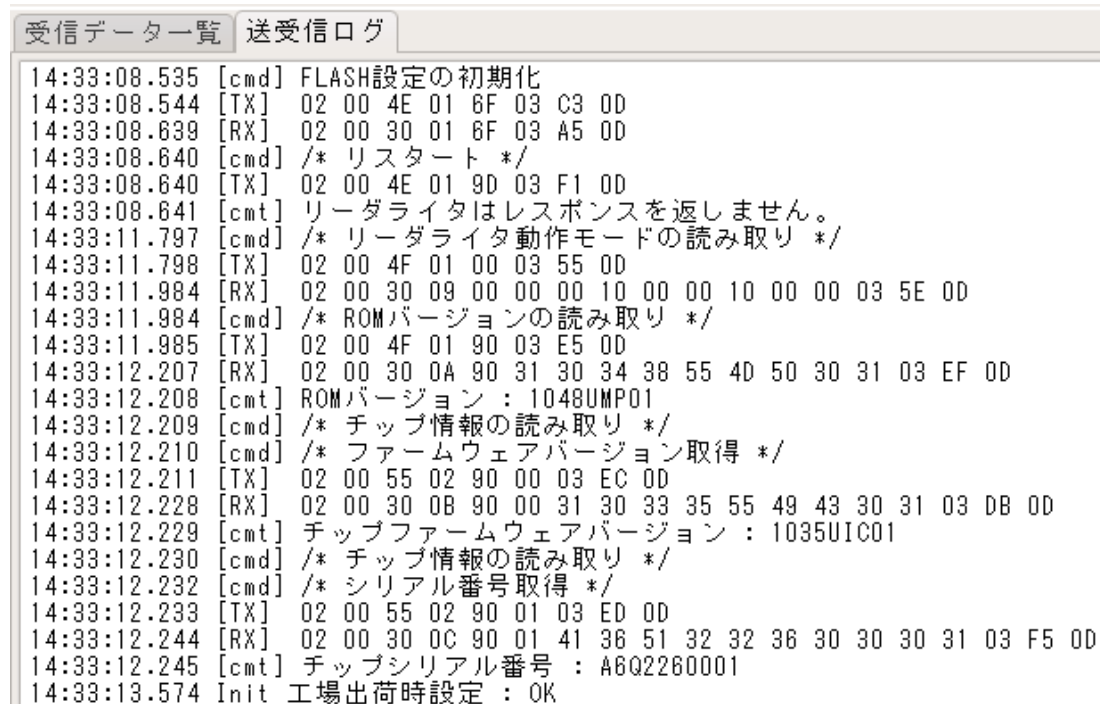 受信データ一覧 送受信ログ
14:33:08.535 [cmd] FLASH設定の初期化
14:33:08.544 [TX] 02 00 4E 01 6F 03 C3 0D
14:33:08.639 [RX] 02 00 30 01 6F 03 A5 0D
14:33:08.640 [cmd] /* リスタート */
14:33:08.640 [TX] 02 00 4E 01 9D 03 F1 0D
14:33:08.641 [cmt] リーダライタはレスポンスを返しません。
14:33:11.797 [cmd] /* リーダライタ動作モードの読み取り */
14:33:11.798 [TX] 02 00 4F 01 00 03 55 0D
14:33:11.984 [RX] 02 00 30 09 00 00 00 10 00 00 10 00 00 03 5E 0D
14:33:11.984 [cmd] /* ROMバージョンの読み取り */
14:33:11.985 [TX] 02 00 4F 01 90 03 E5 0D
14:33:12.207 [RX] 02 00 30 0A 90 31 30 34 38 55 4D 50 30 31 03 EF 0D
14:33:12.208 [cmt] ROMバージョン : 1048UMP01
14:33:12.209 [cmd] /* チップ情報の読み取り */
14:33:12.210 [cmd] /* ファームウェアバージョン取得 */
14:33:12.211 [TX] 02 00 55 02 90 00 03 EC 0D
14:33:12.228 [RX] 02 00 30 0B 90 00 31 30 33 35 55 49 43 30 31 03 DB 0D
14:33:12.229 [cmt] チップファームウェアバージョン : 1035UIC01
14:33:12.230 [cmd] /* チップ情報の読み取り */
14:33:12.232 [cmd] /* シリアル番号取得 */
14:33:12.233 [TX] 02 00 55 02 90 01 03 ED 0D
14:33:12.244 [RX] 02 00 30 0C 90 01 41 36 51 32 32 36 30 30 30 31 03 F5 0D
14:33:12.245 [cmt] チップシリアル番号 : A6Q2260001
14:33:13.574 Init 工場出荷時設定 : OK